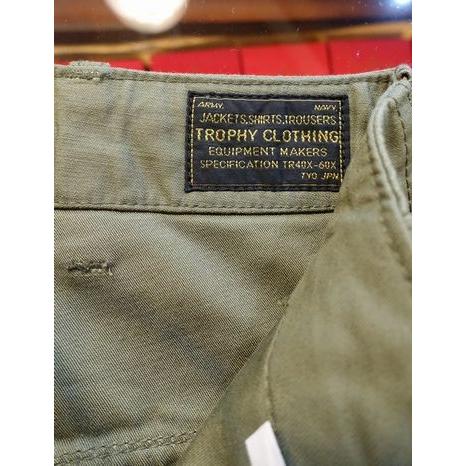 ARMY. NAVY
JACKETS,SHIRTS,TROUSERS
TROPHY CLOTHING
EQUIPMENT MAKERS
SPECIFICATION TR40X-60X
TYO JPN